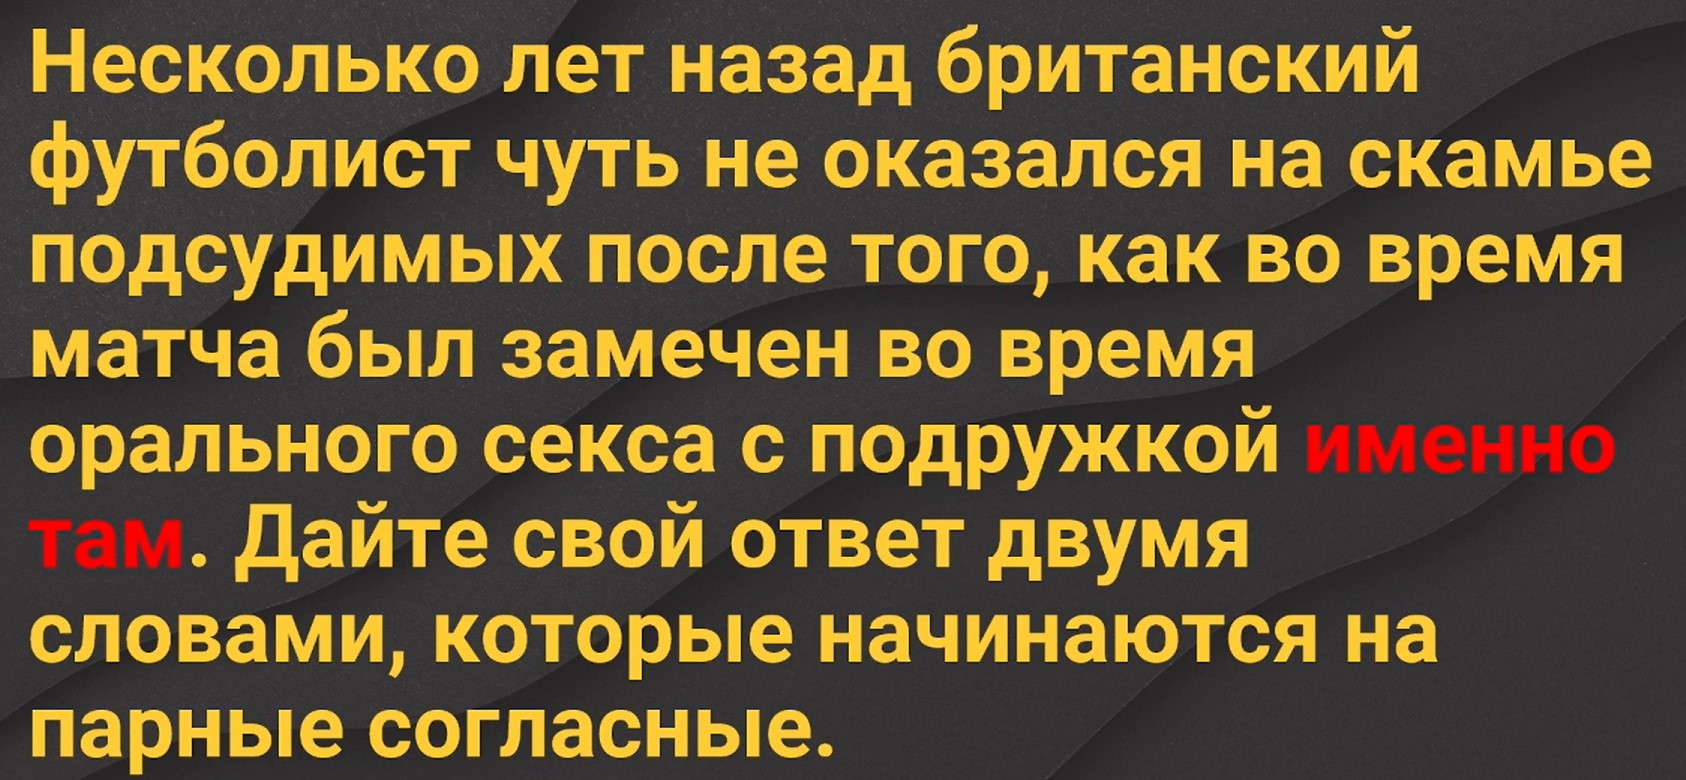 Несколько лет назад британский
футболист чуть не оказался на скамье
подсудимых после того, как во время
матча был замечен во время
орального секса с подружкой именно
там. Дайте свой ответ двумя
словами, которые начинаются на
парные согласные.